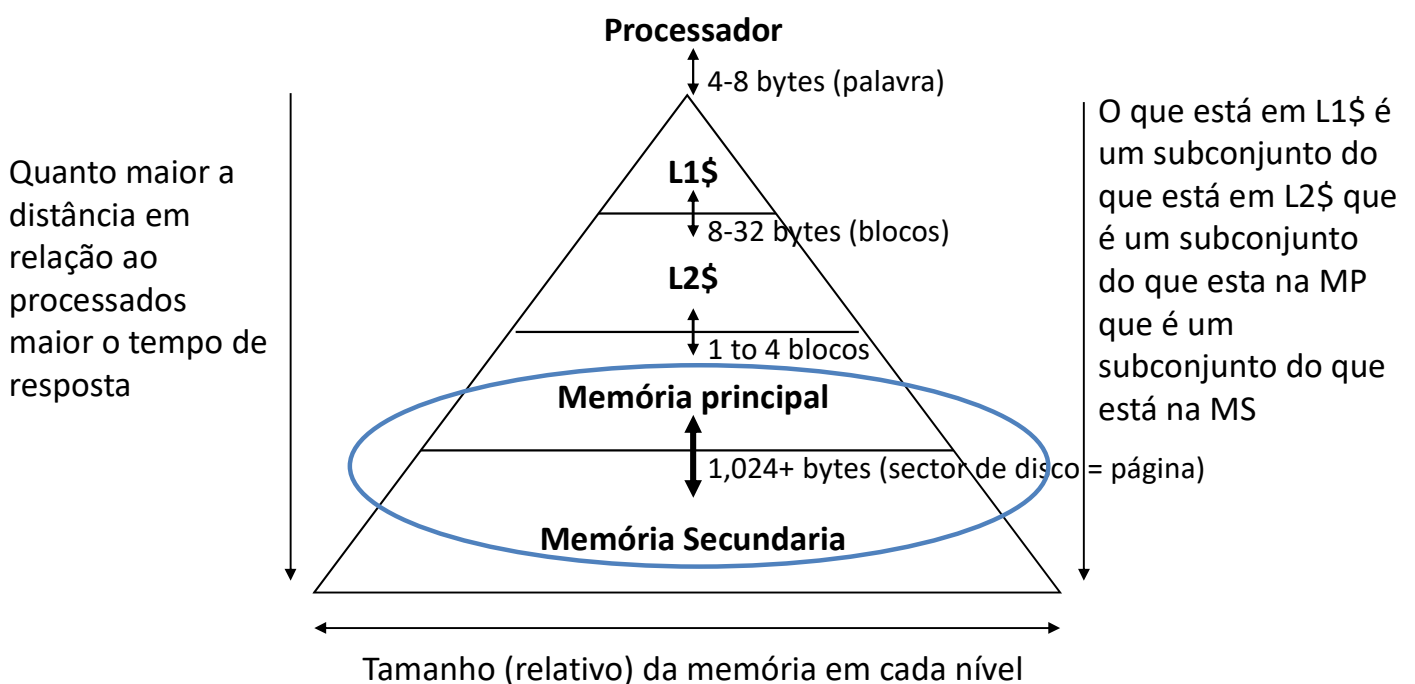 Processador
4-8 bytes (palavra)
Quanto maior a
distância em
relação ao
processados
maior o tempo de
resposta
L1$
8-32 bytes (blocos)
L2$
1 to 4 blocos
Memória principal
1,024+ bytes (sector de disco = página)
Memória Secundaria
O que está em L1$ é
um subconjunto do
que está em L2$ que
é um subconjunto
do que esta na MP
que é um
subconjunto do que
está na MS
Tamanho (relativo) da memória em cada nível